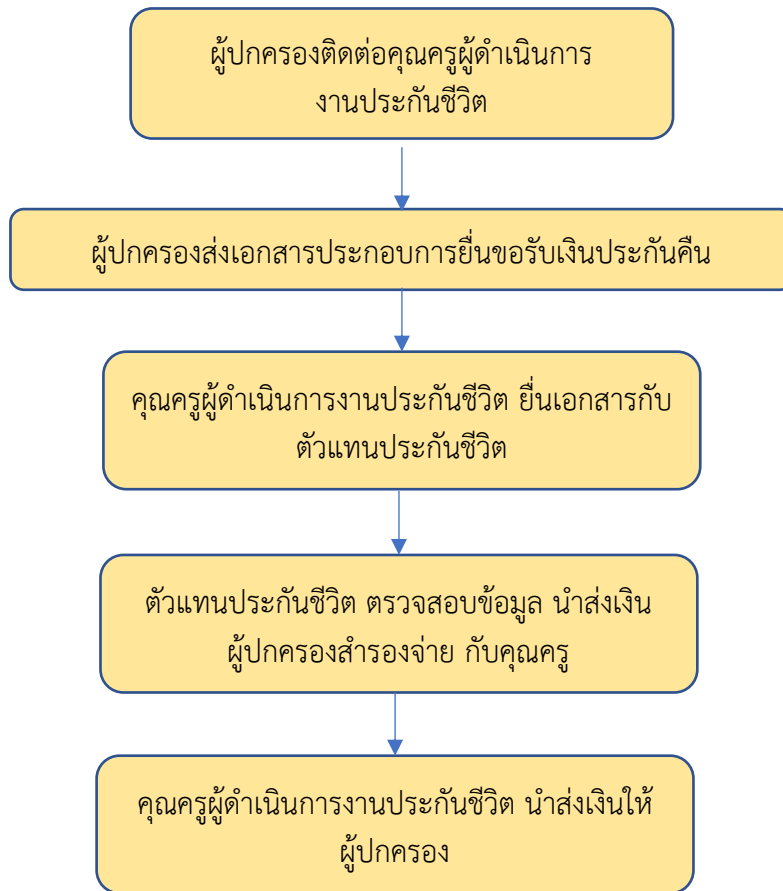 ผู้ปกครองติดต่อคุณครูผู้ดำเนินการ
งานประกันชีวิต
ผู้ปกครองส่งเอกสารประกอบการยื่นขอรับเงินประกันคืน
คุณครูผู้ดำเนินการงานประกันชีวิต ยื่นเอกสารกับ
ตัวแทนประกันชีวิต
ตัวแทนประกันชีวิต ตรวจสอบข้อมูล นำส่งเงิน
ผู้ปกครองสำรองจ่าย กับคุณครู
คุณครูผู้ดำเนินการงานประกันชีวิต นำส่งเงินให้
ผู้ปกครอง